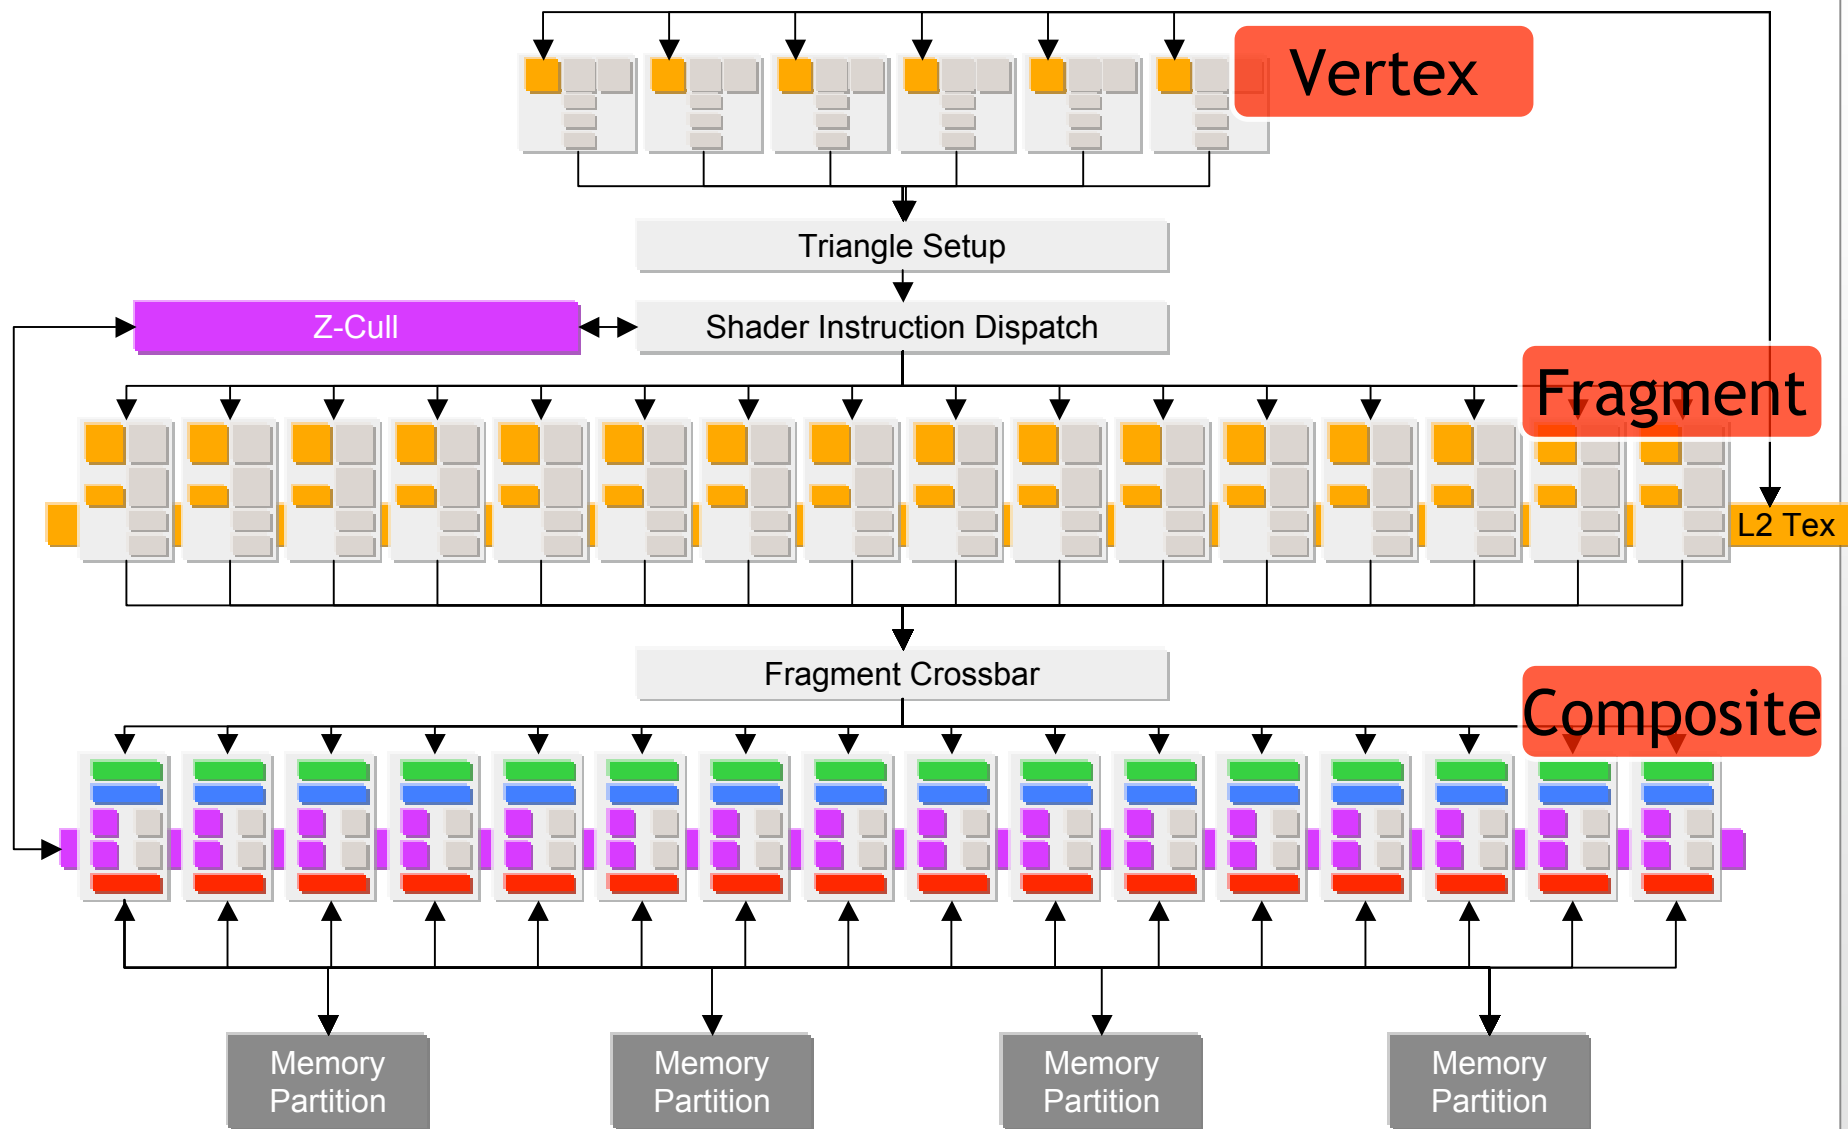 Vertex
Triangle Setup
Z-Cull
Shader Instruction Dispatch
Fragment
L2 Tex
Fragment Crossbar
Composite
Memory
Partition
Memory
Partition
Memory
Partition
Memory
Partition